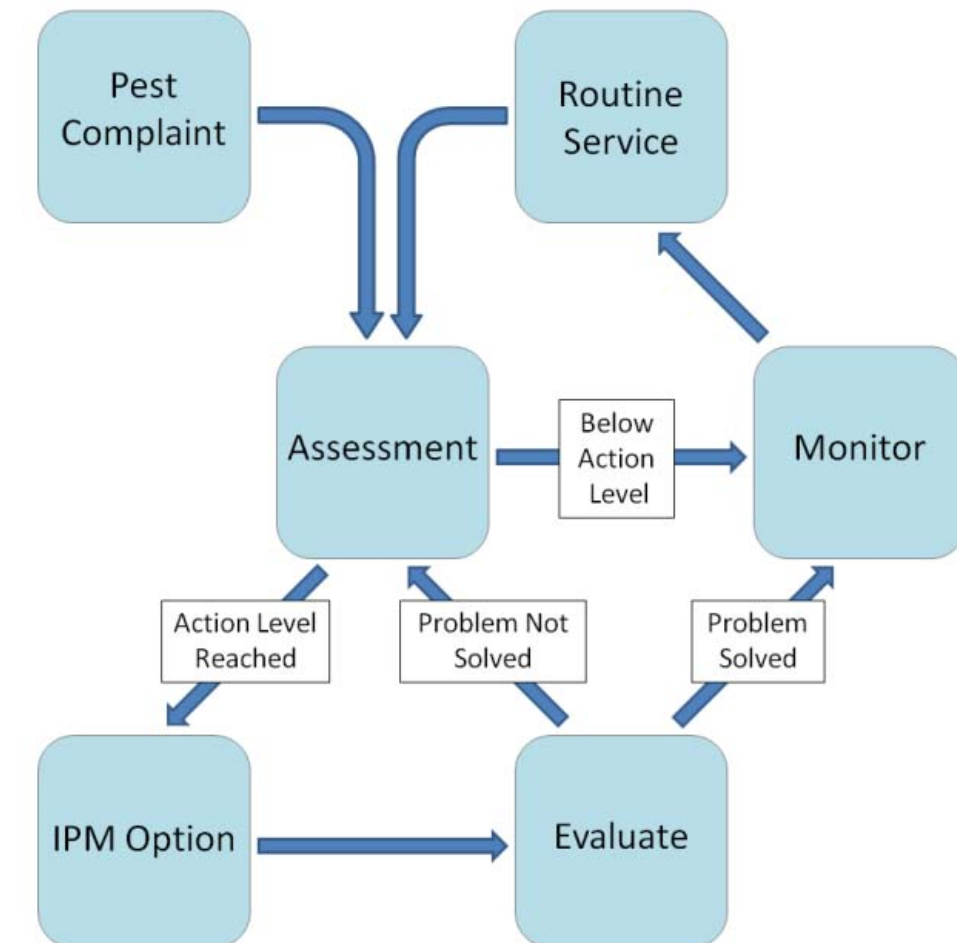 Pest
Complaint
Routine
Service
Assessment
Below
Action
Level
Monitor
Action Level
Reached
Problem Not
Solved
Problem
Solved
IPM Option
Evaluate